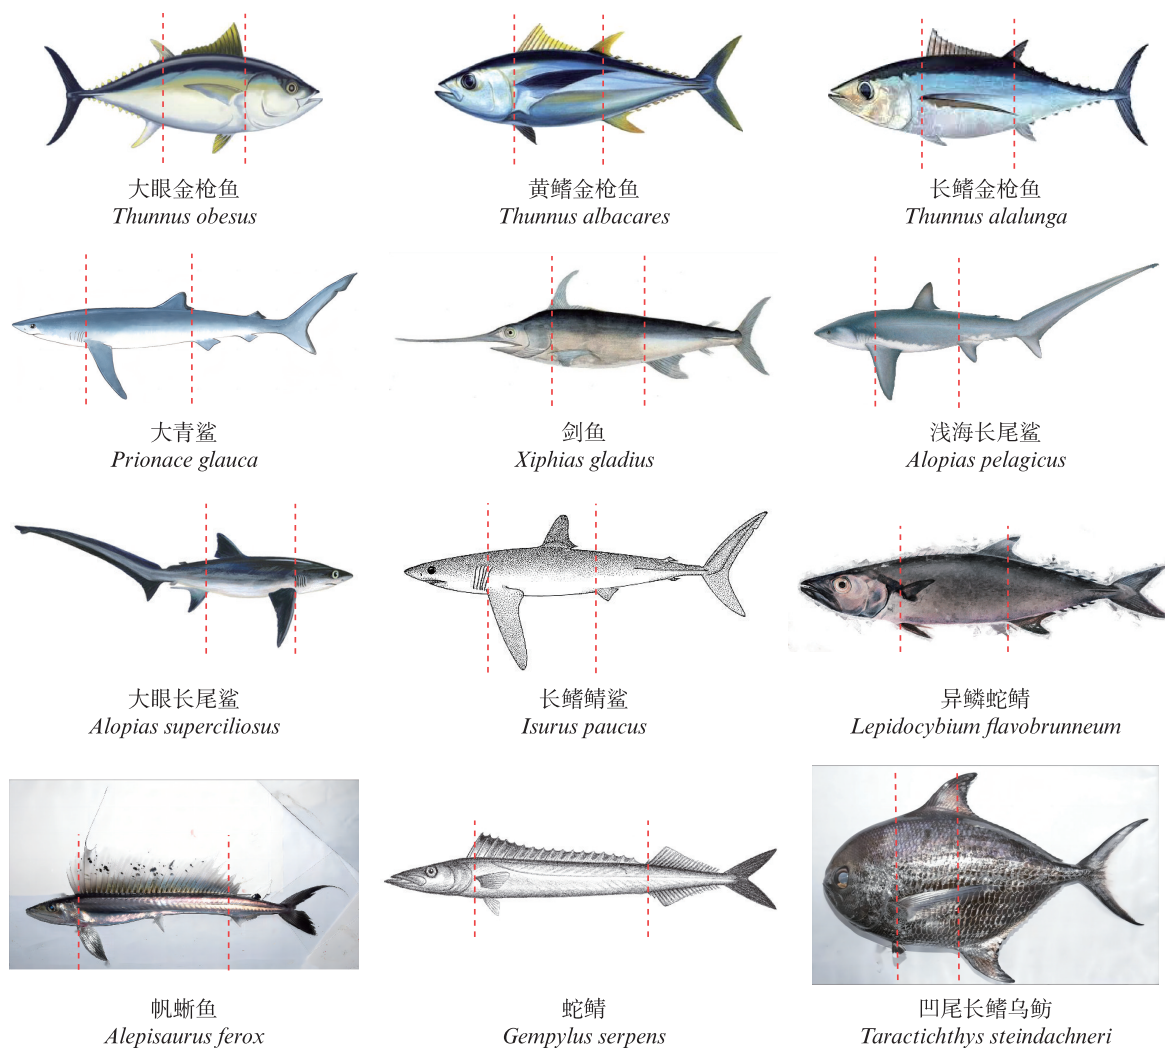 大眼金枪鱼
Thunnus obesus
黄鳍金枪鱼
Thunnus albacares
长鳍金枪鱼
Thunnus alalunga
大青鲨
Prionace glauca
剑鱼
Xiphias gladius
浅海长尾鲨
Alopias pelagicus
大眼长尾鲨
Alopias superciliosus
长鳍鲭鲨
Isurus paucus
异鳞蛇鲭
Lepidocybium flavobrunneum
帆蜥鱼
Alepisaurus ferox
蛇鲭
Gempylus serpens
凹尾长鳍乌鲂
Taractichthys steindachneri